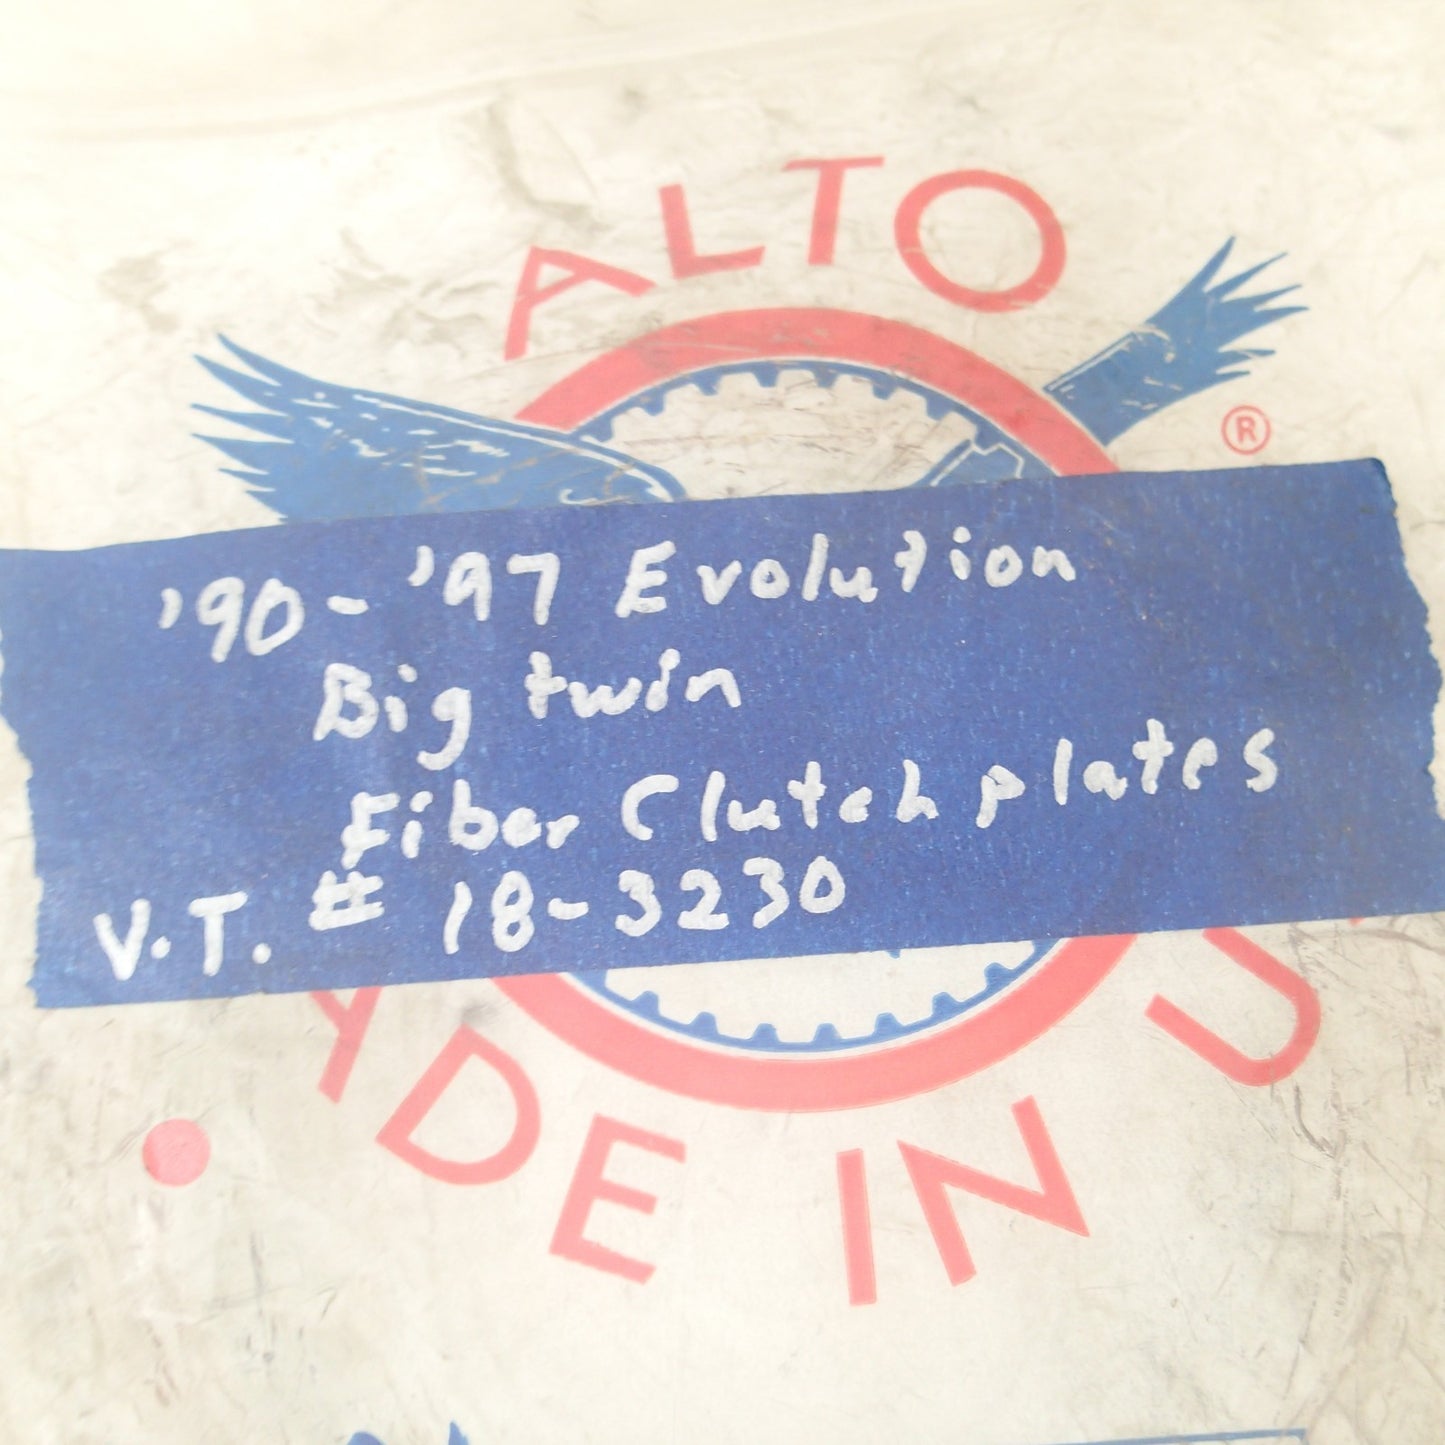 ALTO
®
'90-'97 Evolution
Big twin
Fiber Clutch plates
V.T. # 18-3230
ADE IN U